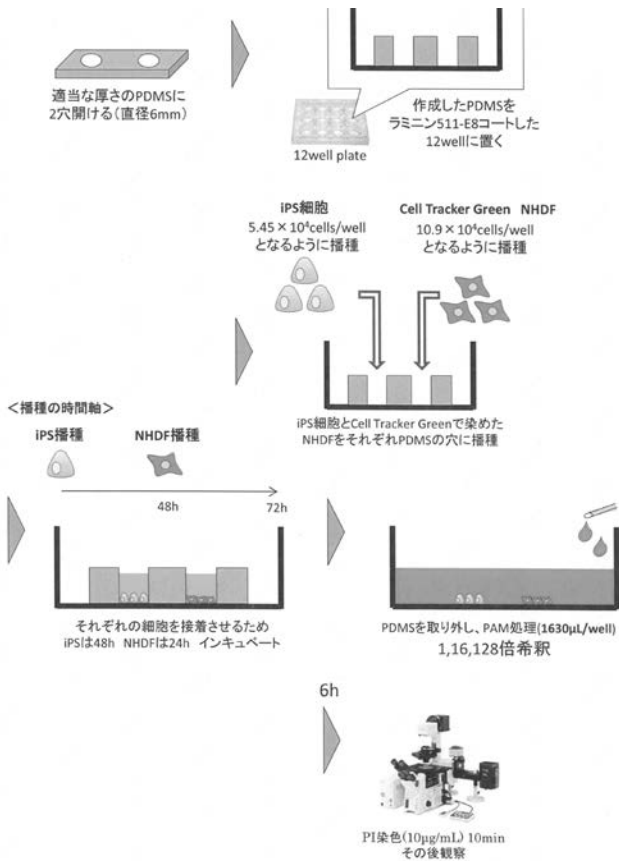 適当な厚さのPDMSに
2穴開ける(直径6mm)
12well plate
作成したPDMSを
ラミニン511-E8コートした
12wellに置く
iPS細胞
5.45×10⁴cells/well
となるように播種
Cell Tracker Green NHDF
10.9×10⁴cells/well
となるように播種
iPS細胞とCell Tracker Greenで染めた
NHDFをそれぞれPDMSの穴に播種
<播種の時間軸>
iPS播種
NHDF播種
48h
72h
それぞれの細胞を接着させるため
iPSは48h NHDFは24h インキュベート
PDMSを取り外し、PAM処理(1630μL/well)
1,16,128倍希釈
6h
PI染色(10μg/mL) 10min
その後観察